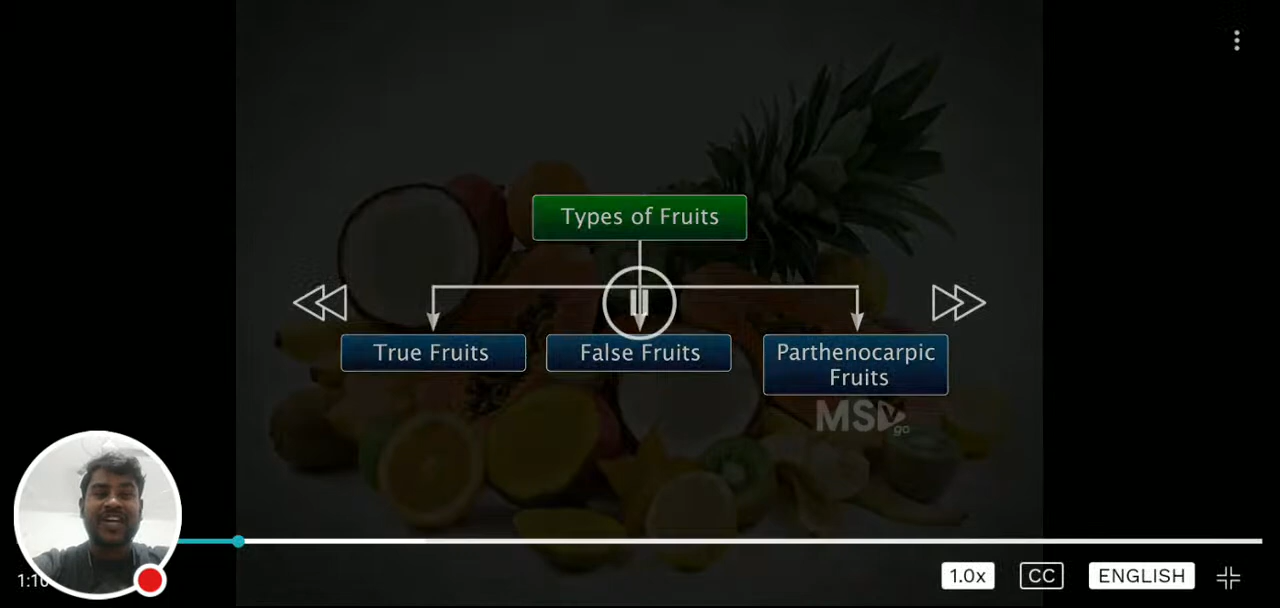 Types of Fruits
True Fruits
False Fruits
Parthenocarpic
Fruits
MSV
go
1.0x
CC
ENGLISH